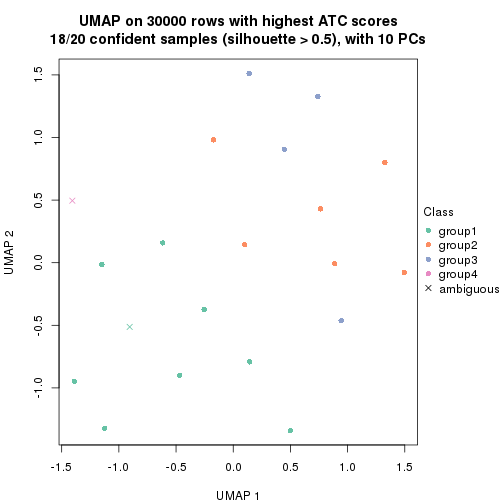 UMAP on 30000 rows with highest ATC scores
18/20 confident samples (silhouette > 0.5), with 10 PCs
1.5
1.0
0.5
0.0
-0.5
-1.0
UMAP 2
-1.5 -1.0 -0.5 0.0 0.5 1.0 1.5
UMAP 1
Class
group1
group2
group3
group4
ambiguous